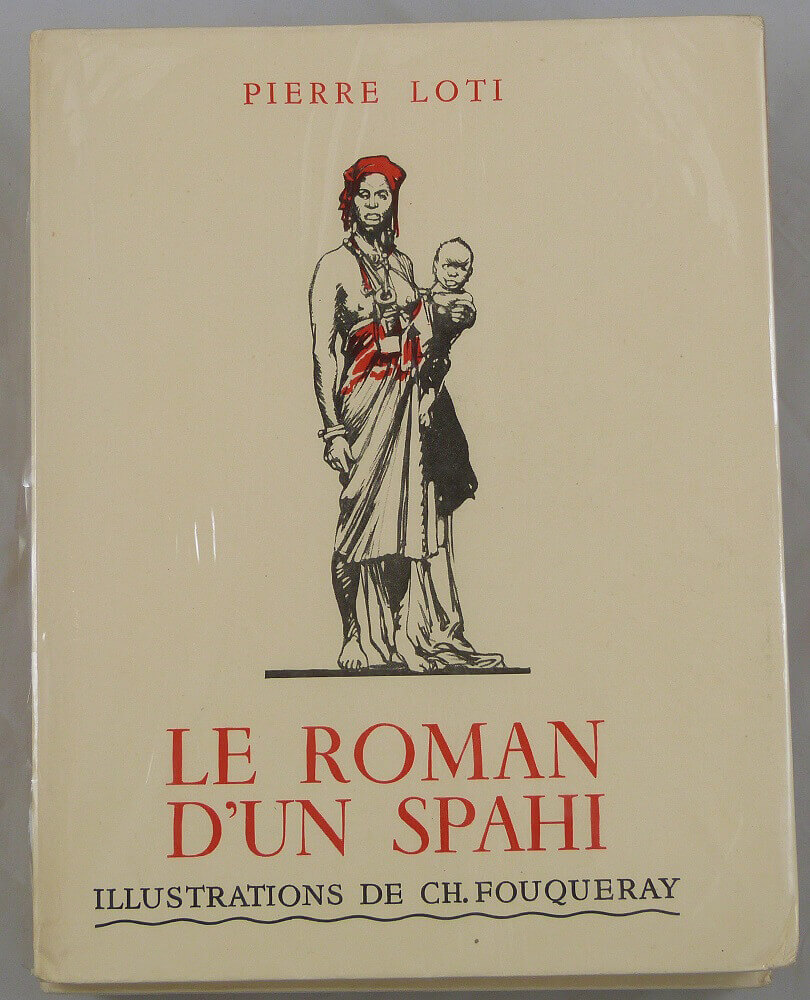 PIERRE LOTI
LE ROMAN
D'UN SPAHI
ILLUSTRATIONS DE CH. FOUQUERAY